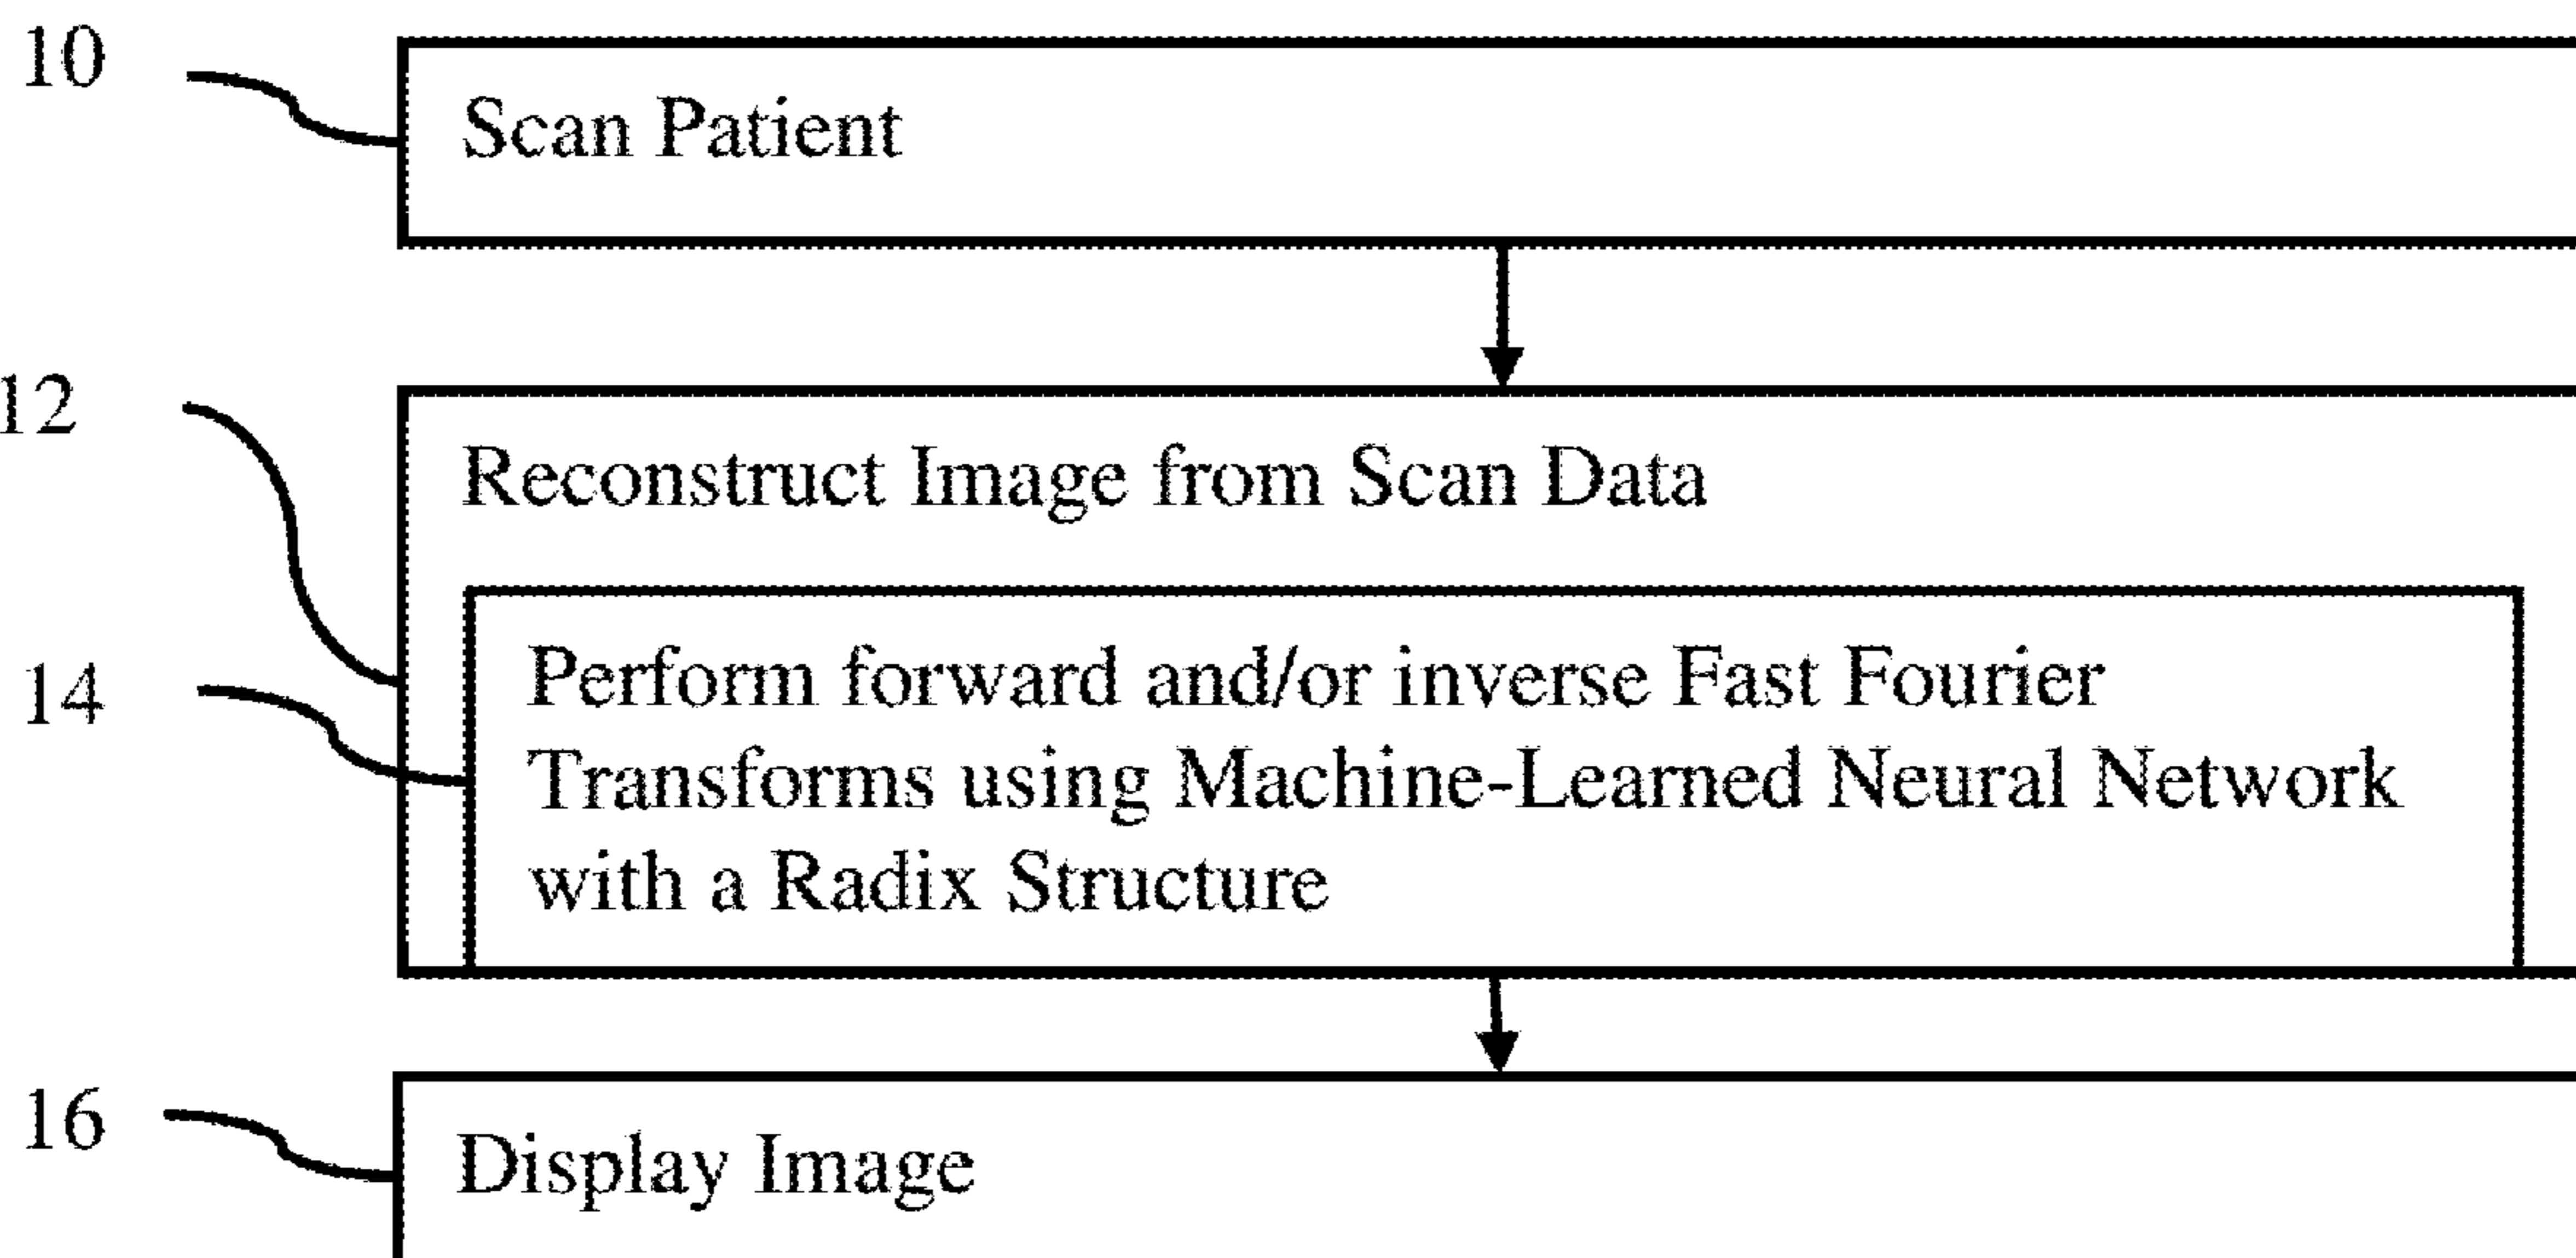 10
Scan Patient
12
Reconstruct Image from Scan Data
14
Perform forward and/or inverse Fast Fourier
Transforms using Machine-Learned Neural Network
with a Radix Structure
16
Display Image